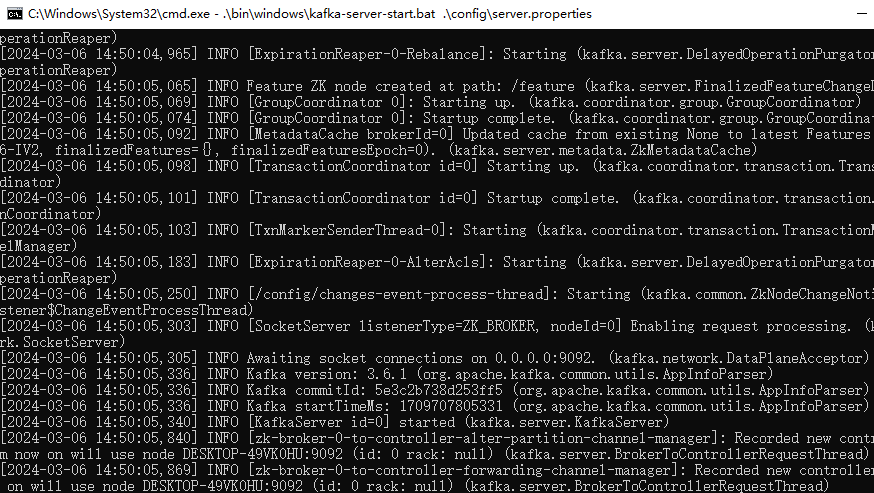 C:\Windows\System32\cmd.exe - .\bin\windows\kafka-server-start.bat .\config\server.properties
perationReaper)
[2024-03-06 14:50:04,965] INFO [ExpirationReaper-0-Rebalance]: Starting (kafka.server.DelayedOperationPurgato
perationReaper)
[2024-03-06 14:50:05,065] INFO Feature ZK node created at path: /feature (kafka.server.FinalizedFeatureChangeL
[2024-03-06 14:50:05,069] INFO [GroupCoordinator 0]: Starting up. (kafka.coordinator.group.GroupCoordinator)
[2024-03-06 14:50:05,074] INFO [GroupCoordinator 0]: Startup complete. (kafka.coordinator.group.GroupCoordinat
[2024-03-06 14:50:05,092] INFO [MetadataCache brokerId=0] Updated cache from existing None to latest Features
6-IV2, finalizedFeatures={}, finalizedFeaturesEpoch=0). (kafka.server.metadata.ZkMetadataCache)
[2024-03-06 14:50:05,098] INFO [TransactionCoordinator id=0] Starting up. (kafka.coordinator.transaction.Tran
dinator)
[2024-03-06 14:50:05,101] INFO [TransactionCoordinator id=0] Startup complete. (kafka.coordinator.transaction.
nCoordinator)
[2024-03-06 14:50:05,103] INFO [TxnMarkerSenderThread-0]: Starting (kafka.coordinator.transaction.TransactionM
elManager)
[2024-03-06 14:50:05,183] INFO [ExpirationReaper-0-AlterAcls]: Starting (kafka.server.DelayedOperationPurgator
perationReaper)
[2024-03-06 14:50:05,250] INFO [/config/changes-event-process-thread]: Starting (kafka.common.ZkNodeChangeNoti
stener$ChangeEventProcessThread)
[2024-03-06 14:50:05,303] INFO [SocketServer listenerType=ZK_BROKER, nodeId=0] Enabling request processing. (k
rk.SocketServer)
[2024-03-06 14:50:05,305] INFO Awaiting socket connections on 0.0.0.0:9092. (kafka.network.DataPlaneAcceptor)
[2024-03-06 14:50:05,336] INFO Kafka version: 3.6.1 (org.apache.kafka.common.utils.AppInfoParser)
[2024-03-06 14:50:05,336] INFO Kafka commitId: 5e3c2b738d253ff5 (org.apache.kafka.common.utils.AppInfoParser)
[2024-03-06 14:50:05,336] INFO Kafka startTimeMs: 1709707805331 (org.apache.kafka.common.utils.AppInfoParser)
[2024-03-06 14:50:05,340] INFO [KafkaServer id=0] started (kafka.server.KafkaServer)
[2024-03-06 14:50:05,840] INFO [zk-broker-0-to-controller-alter-partition-channel-manager]: Recorded new contr
m now on will use node DESKTOP-49VK0HU:9092 (id: 0 rack: null) (kafka.server.BrokerToControllerRequestThread)
[2024-03-06 14:50:05,869] INFO [zk-broker-0-to-controller-forwarding-channel-manager]: Recorded new controller
 on will use node DESKTOP-49VK0HU:9092 (id: 0 rack: null) (kafka.server.BrokerToControllerRequestThread)